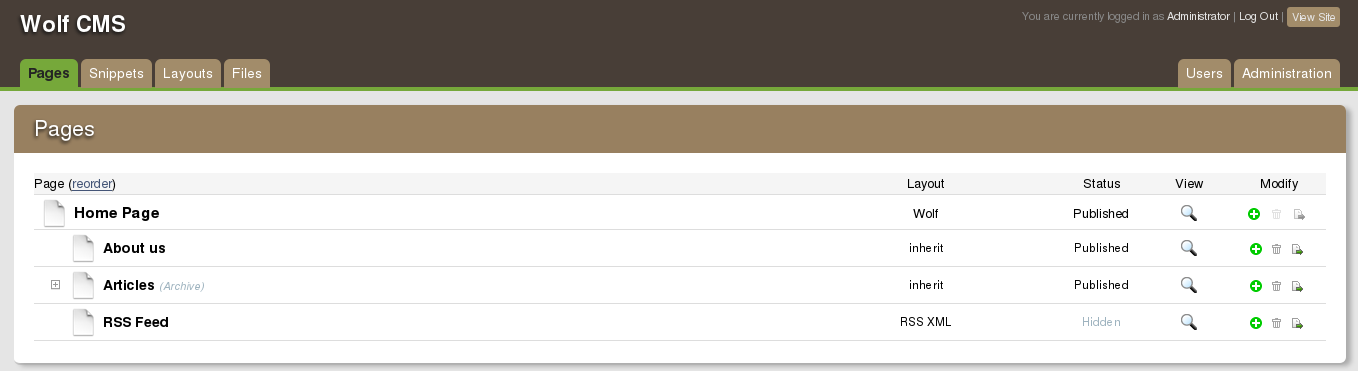 Wolf CMS
You are currently logged in as Administrator | Log Out | View Site
Pages Snippets Layouts Files Users Administration
Pages
Page (reorder) Layout Status View Modify
Home Page Wolf Published
About us inherit Published
Articles (Archive) inherit Published
RSS Feed RSS XML Hidden